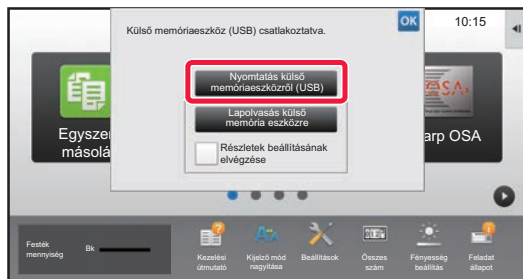 Külső memóriaeszköz (USB) csatlakoztatva.
OK
10:15
Nyomtatás külső
memóriaeszközről (USB)
Lapolvasás külső
memória eszközre
Részletek beállításának
elvégzése
Egyszer
másolá
arp OSA
Festék
mennyiség
Bk
Kezelési
útmutató
Kijelző mód
nagyítása
Beállítások
Összes
szám
Fényesség
beállítás
Feladat
állapot